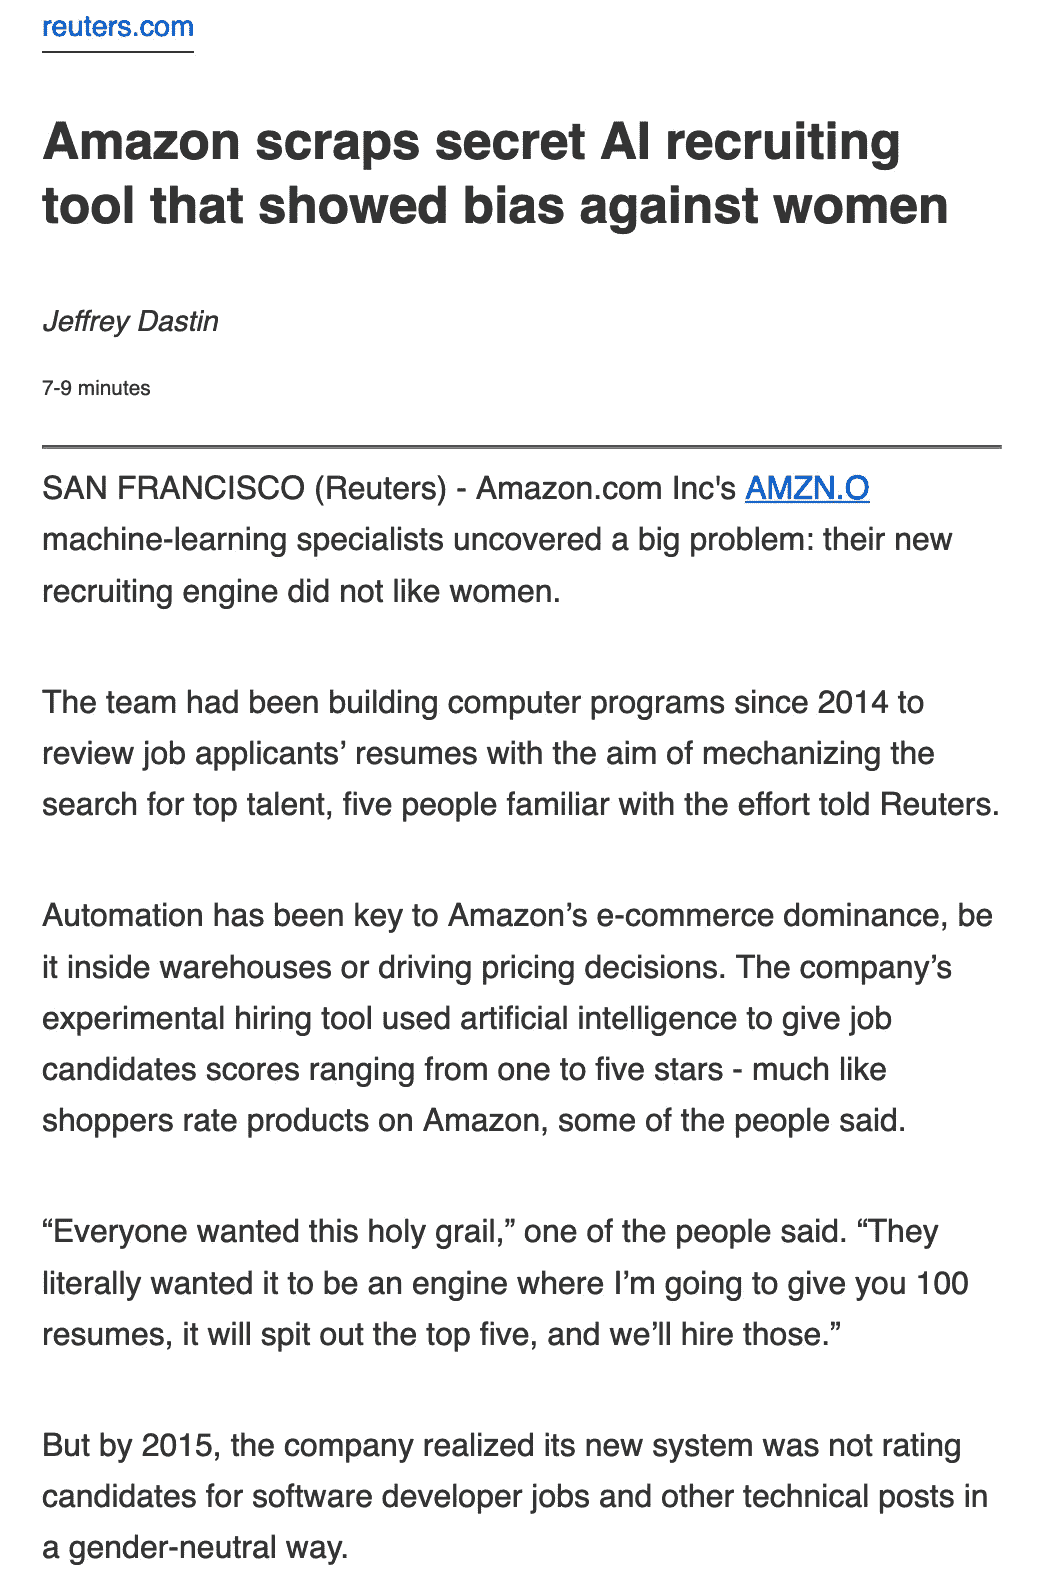 reuters.com
Amazon scraps secret AI recruiting
tool that showed bias against women
Jeffrey Dastin
7-9 minutes
SAN FRANCISCO (Reuters) - Amazon.com Inc's AMZN.O
machine-learning specialists uncovered a big problem: their new
recruiting engine did not like women.
The team had been building computer programs since 2014 to
review job applicants’ resumes with the aim of mechanizing the
search for top talent, five people familiar with the effort told Reuters.
Automation has been key to Amazon’s e-commerce dominance, be
it inside warehouses or driving pricing decisions. The company’s
experimental hiring tool used artificial intelligence to give job
candidates scores ranging from one to five stars - much like
shoppers rate products on Amazon, some of the people said.
“Everyone wanted this holy grail,” one of the people said. “They
literally wanted it to be an engine where I’m going to give you 100
resumes, it will spit out the top five, and we’ll hire those.”
But by 2015, the company realized its new system was not rating
candidates for software developer jobs and other technical posts in
a gender-neutral way.